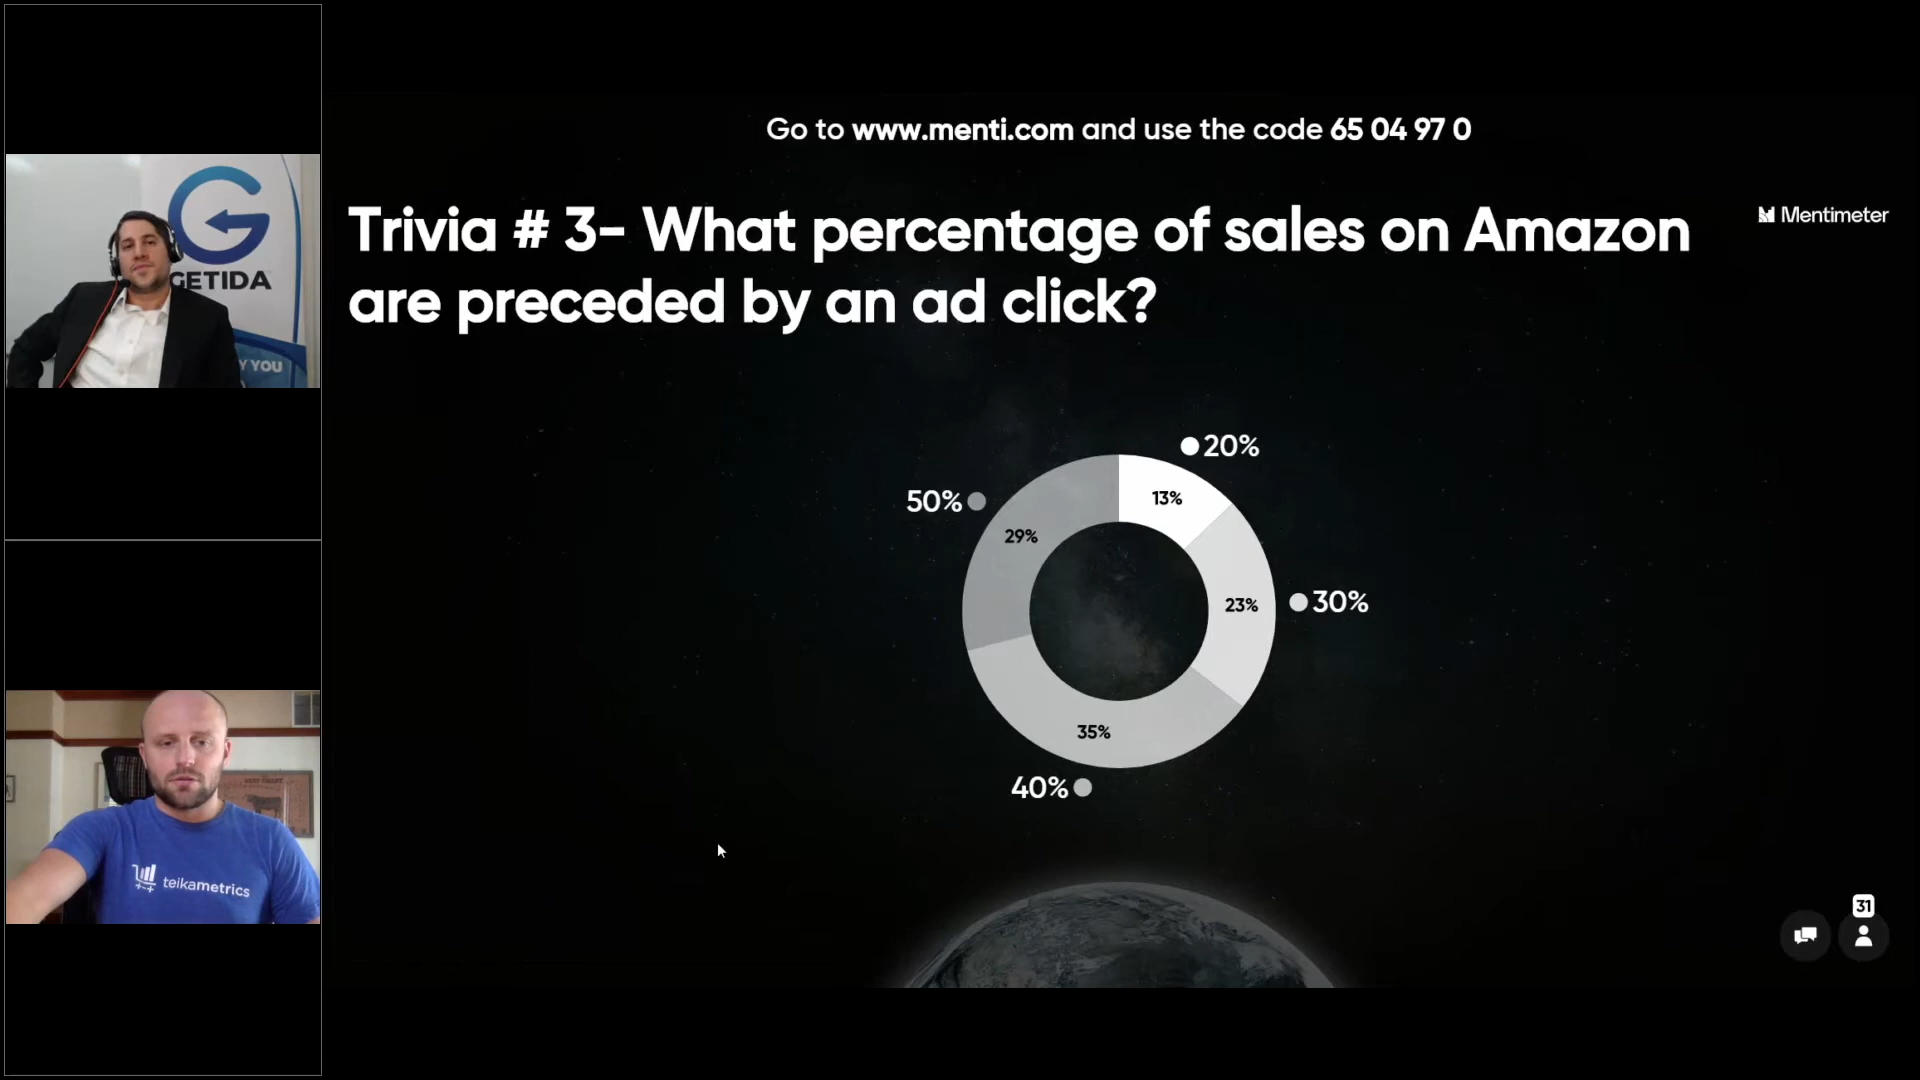 Go to www.menti.com and use the code 65 04 97 0
Trivia # 3- What percentage of sales on Amazon
are preceded by an ad click?
Mentimeter
20%
13%
50%
29%
23%
30%
35%
40%
31
GETIDA
Y YOU
teikametrics